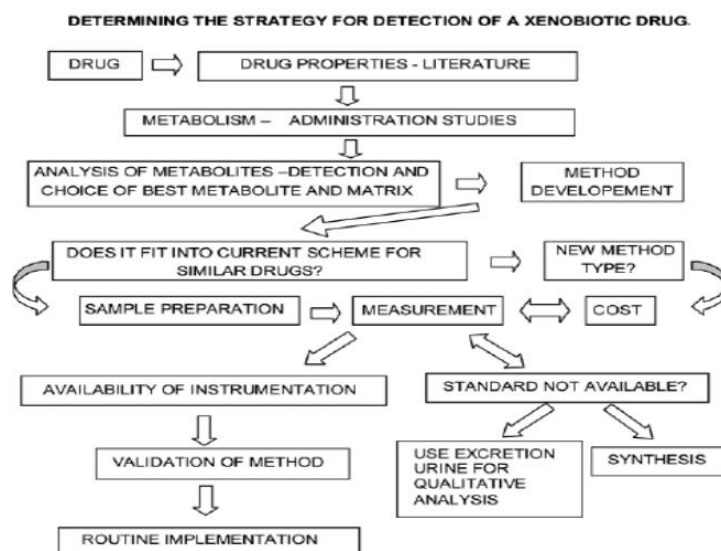 DETERMINING THE STRATEGY FOR DETECTION OF A XENOBIOTIC DRUG.
DRUG
DRUG PROPERTIES - LITERATURE
METABOLISM – ADMINISTRATION STUDIES
ANALYSIS OF METABOLITES –DETECTION AND
CHOICE OF BEST METABOLITE AND MATRIX
METHOD
DEVELOPEMENT
DOES IT FIT INTO CURRENT SCHEME FOR
SIMILAR DRUGS?
NEW METHOD
TYPE?
SAMPLE PREPARATION
MEASUREMENT
COST
AVAILABILITY OF INSTRUMENTATION
STANDARD NOT AVAILABLE?
VALIDATION OF METHOD
USE EXCRETION
URINE FOR
QUALITATIVE
ANALYSIS
SYNTHESIS
ROUTINE IMPLEMENTATION